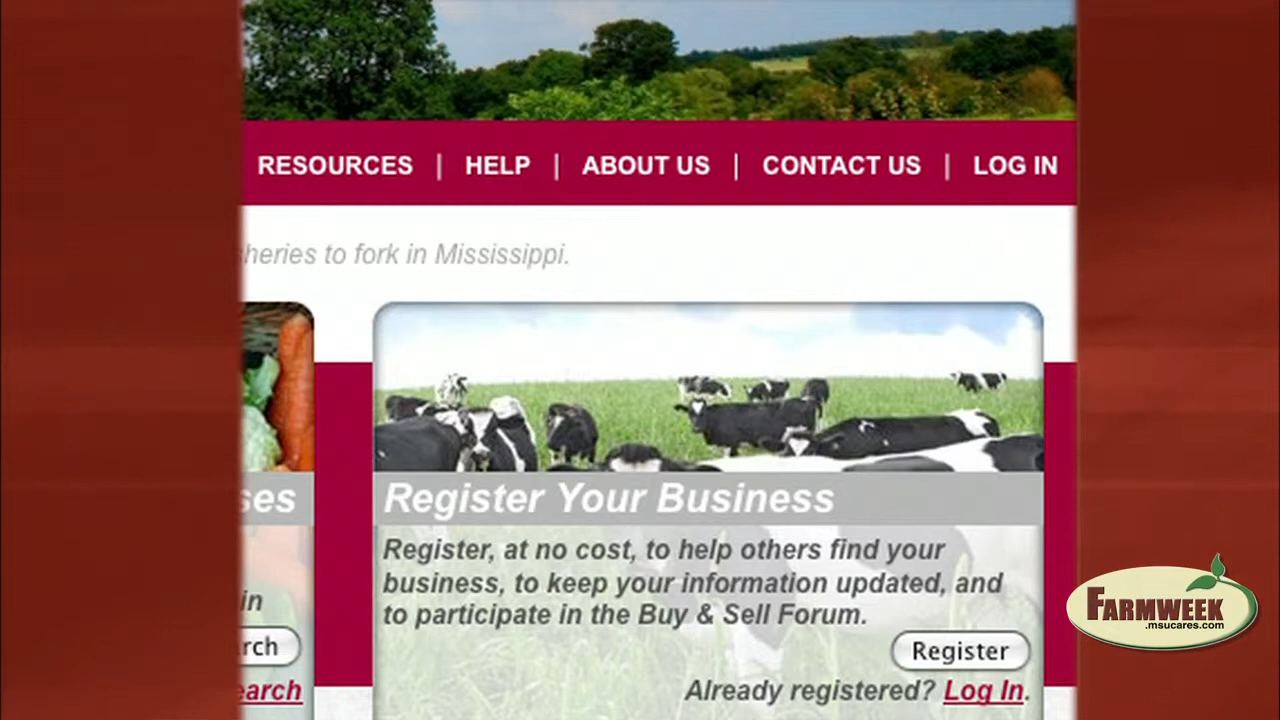 RESOURCES | HELP | ABOUT US | CONTACT US | LOG IN
to fork in Mississippi.
Register Your Business
Register, at no cost, to help others find your
business, to keep your information updated, and
to participate in the Buy & Sell Forum.
in
Register
Already registered? Log In.
FARMWEEK
.msucares.com